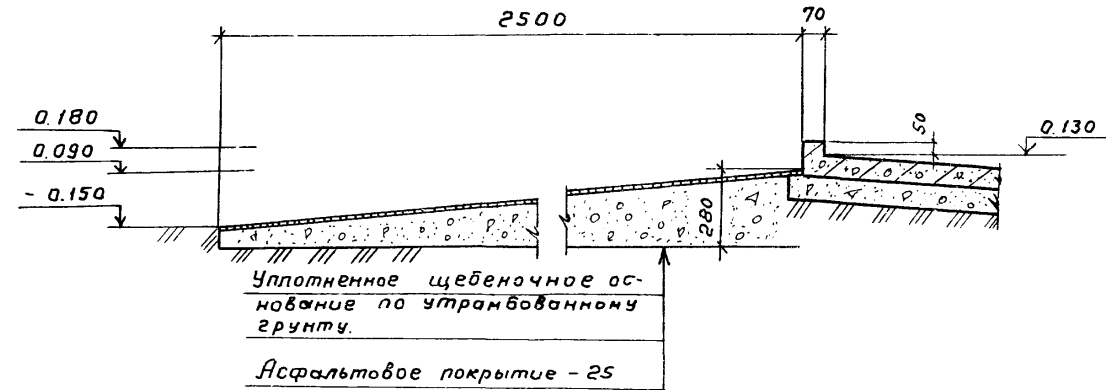 2500
70
0.180
50
0.130
0.090
- 0.150
280
Уплотненное щебеночное ос-
нование по утрамбованному
грунту.
Асфальтовое покрытие - 25